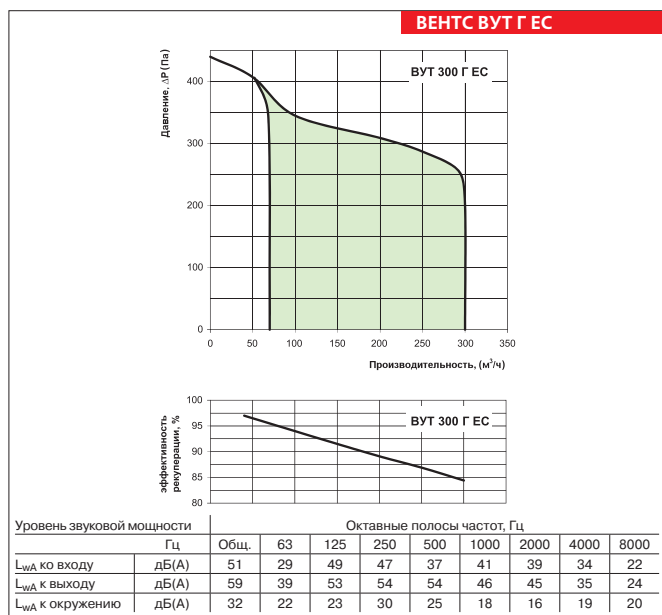 ВЕНТС ВУТ Г ЕС
ВУТ 300 Г ЕС
Давление, ΔP (Па)
400
300
200
100
0
0 50 100 150 200 250 300 350
Производительность, (м³/ч)
ВУТ 300 Г ЕС
эффективность
рекуперации, %
100
95
90
85
80
Уровень звуковой мощности Октавные полосы частот, Гц
Гц Общ. 63 125 250 500 1000 2000 4000 8000
LwA ко входу дБ(А) 51 29 49 47 37 41 39 34 22
LwA к выходу дБ(А) 59 39 53 54 54 46 45 35 24
LwA к окружению дБ(А) 32 22 23 30 25 18 16 19 20